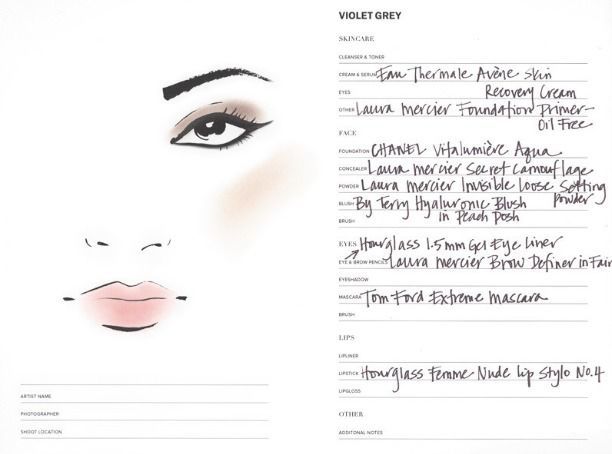 VIOLET GREY
SKINCARE
CLEANSER & TONER
CREAM & SERUM Eau Thermale Avène Skin
EYES Recovery Cream
OTHER Laura Mercier Foundation Primer-
Oil Free
FACE
FOUNDATION CHANEL Vitalumière Aqua
CONCEALER Laura Mercier Secret Camouflage
POWDER Laura Mercier Invisible Loose Setting
Powder
BLUSH By Terry Hyaluronic Blush
BRUSH in Peach Posh
EYES Hourglass 1.5mm Gel Eye Liner
EYE & BROW PENCILS Laura Mercier Brow Definer in Fair
EYESHADOW
MASCARA Tom Ford Extreme Mascara
BRUSH
LIPS
LIPLINER
LIPSTICK Hourglass Femme Nude Lip Stylo No.4
LIPGLOSS
OTHER
ADDITIONAL NOTES
ARTIST NAME
PHOTOGRAPHER
SHOOT LOCATION